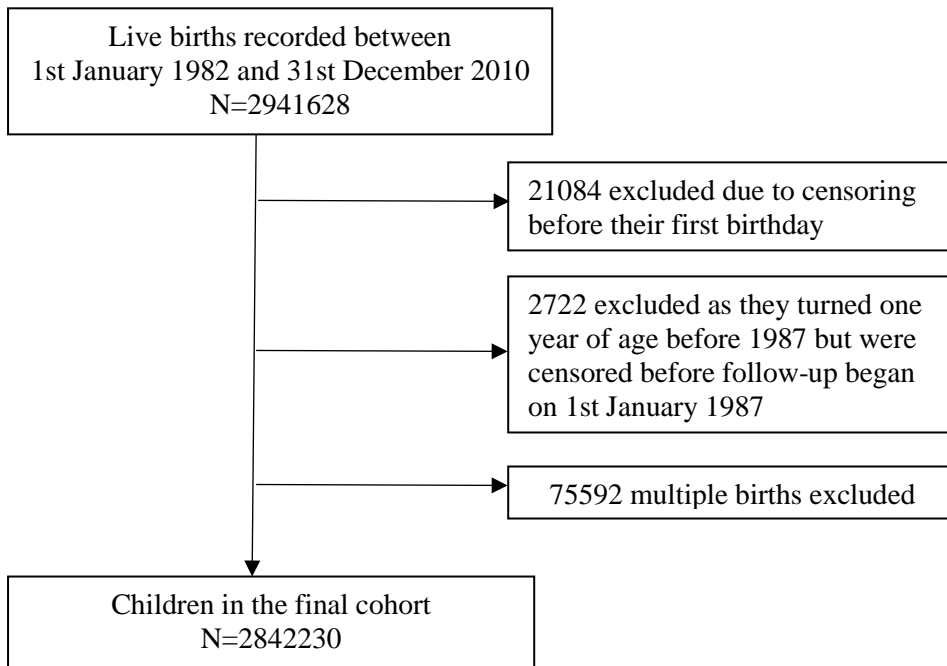 Live births recorded between
1st January 1982 and 31st December 2010
N=2941628
21084 excluded due to censoring
before their first birthday
2722 excluded as they turned one
year of age before 1987 but were
censored before follow-up began
on 1st January 1987
75592 multiple births excluded
Children in the final cohort
N=2842230